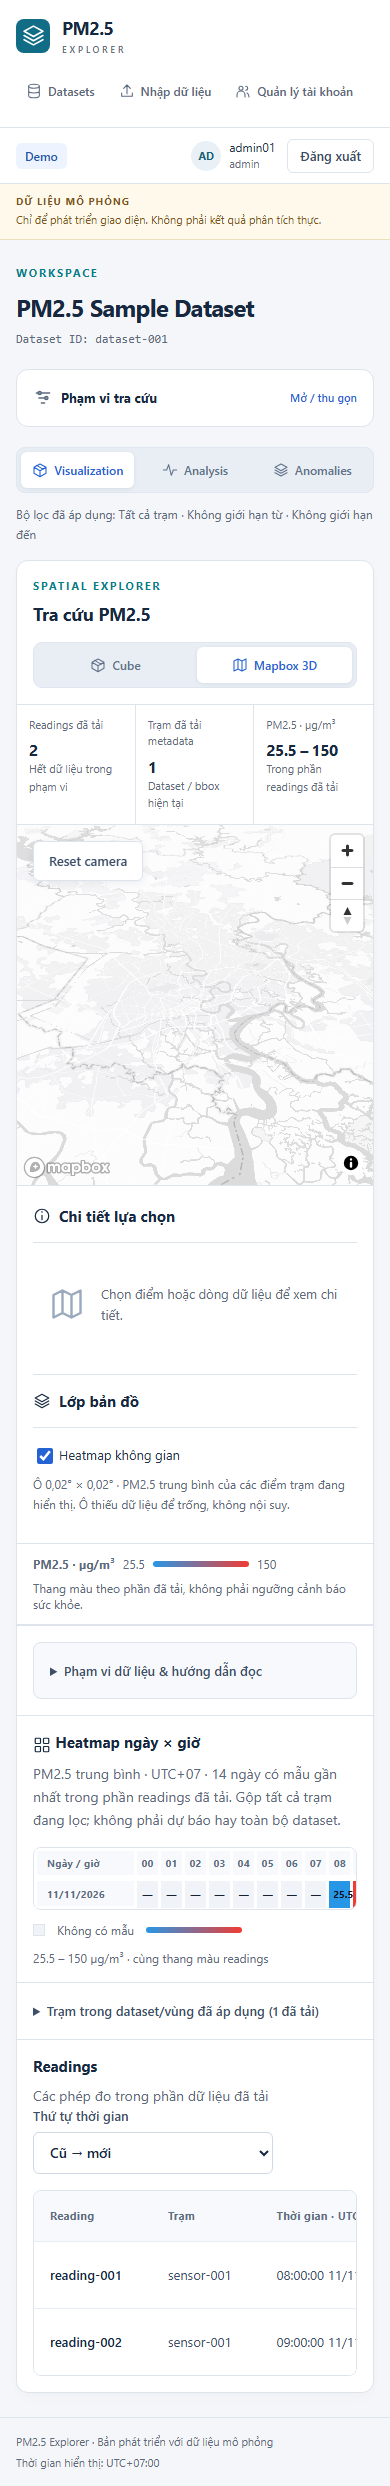 PM2.5
EXPLORER
Datasets
Nhập dữ liệu
Quản lý tài khoản
Demo
AD
admin01
admin
Đăng xuất
DỮ LIỆU MÔ PHỎNG
Chỉ để phát triển giao diện. Không phải kết quả phân tích thực.
WORKSPACE
PM2.5 Sample Dataset
Dataset ID: dataset-001
Phạm vi tra cứu
Mở / thu gọn
Visualization
Analysis
Anomalies
Bộ lọc đã áp dụng: Tất cả trạm · Không giới hạn từ · Không giới hạn
đến
SPATIAL EXPLORER
Tra cứu PM2.5
Cube
Mapbox 3D
Readings đã tải
2
Hết dữ liệu trong
phạm vi
Trạm đã tải
metadata
1
Dataset / bbox
hiện tại
PM2.5 · µg/m³
25.5 – 150
Trong phần
readings đã tải
Reset camera
mapbox
Chi tiết lựa chọn
Chọn điểm hoặc dòng dữ liệu để xem chi
tiết.
Lớp bản đồ
Heatmap không gian
Ô 0,02° × 0,02° · PM2.5 trung bình của các điểm trạm đang
hiển thị. Ô thiếu dữ liệu để trống, không nội suy.
PM2.5 · µg/m³ 25.5 150
Thang màu theo phần đã tải, không phải ngưỡng cảnh báo
sức khỏe.
Phạm vi dữ liệu & hướng dẫn đọc
Heatmap ngày × giờ
PM2.5 trung bình · UTC+07 · 14 ngày có mẫu gần
nhất trong phần readings đã tải. Gộp tất cả trạm
đang lọc; không phải dự báo hay toàn bộ dataset.
Ngày / giờ 00 01 02 03 04 05 06 07 08
11/11/2026 — — — — — — — — 25.5
Không có mẫu
25.5 – 150 µg/m³ · cùng thang màu readings
Trạm trong dataset/vùng đã áp dụng (1 đã tải)
Readings
Các phép đo trong phần dữ liệu đã tải
Thứ tự thời gian
Cũ → mới
Reading Trạm Thời gian · UTC
reading-001 sensor-001 08:00:00 11/1
reading-002 sensor-001 09:00:00 11/1
PM2.5 Explorer · Bản phát triển với dữ liệu mô phỏng
Thời gian hiển thị: UTC+07:00